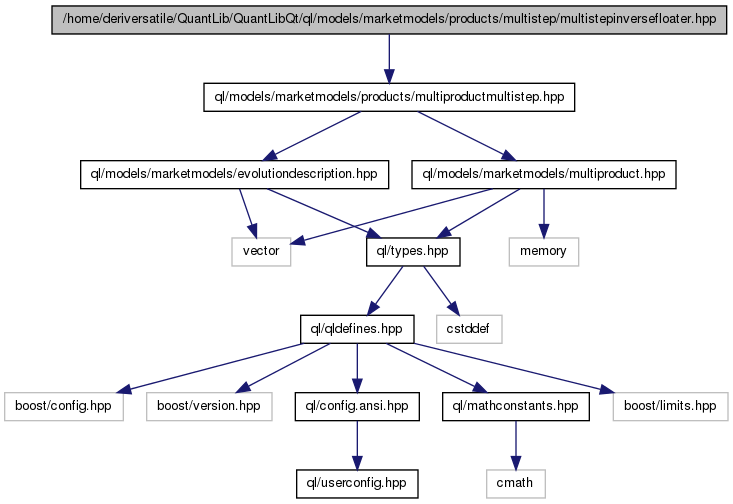 /home/deriversatile/QuantLib/QuantLibQt/ql/models/marketmodels/products/multistep/multistepinversefloater.hpp
ql/models/marketmodels/products/multiproductmultistep.hpp
ql/models/marketmodels/evolutiondescription.hpp
ql/models/marketmodels/multiproduct.hpp
vector
ql/types.hpp
memory
ql/qldefines.hpp
cstddef
boost/config.hpp
boost/version.hpp
ql/config.ansi.hpp
ql/mathconstants.hpp
boost/limits.hpp
ql/userconfig.hpp
cmath